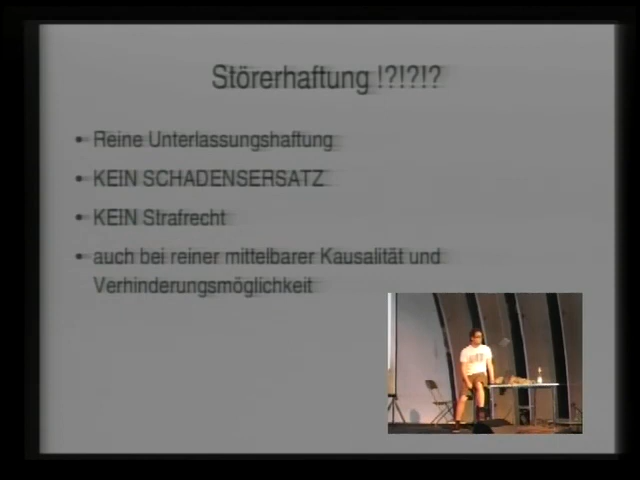 Störerhaftung !?!?!?
• Reine Unterlassungshaftung
• KEIN SCHADENSERSATZ
• KEIN Strafrecht
• auch bei reiner mittelbarer Kausalität und
Verhinderungsmöglichkeit